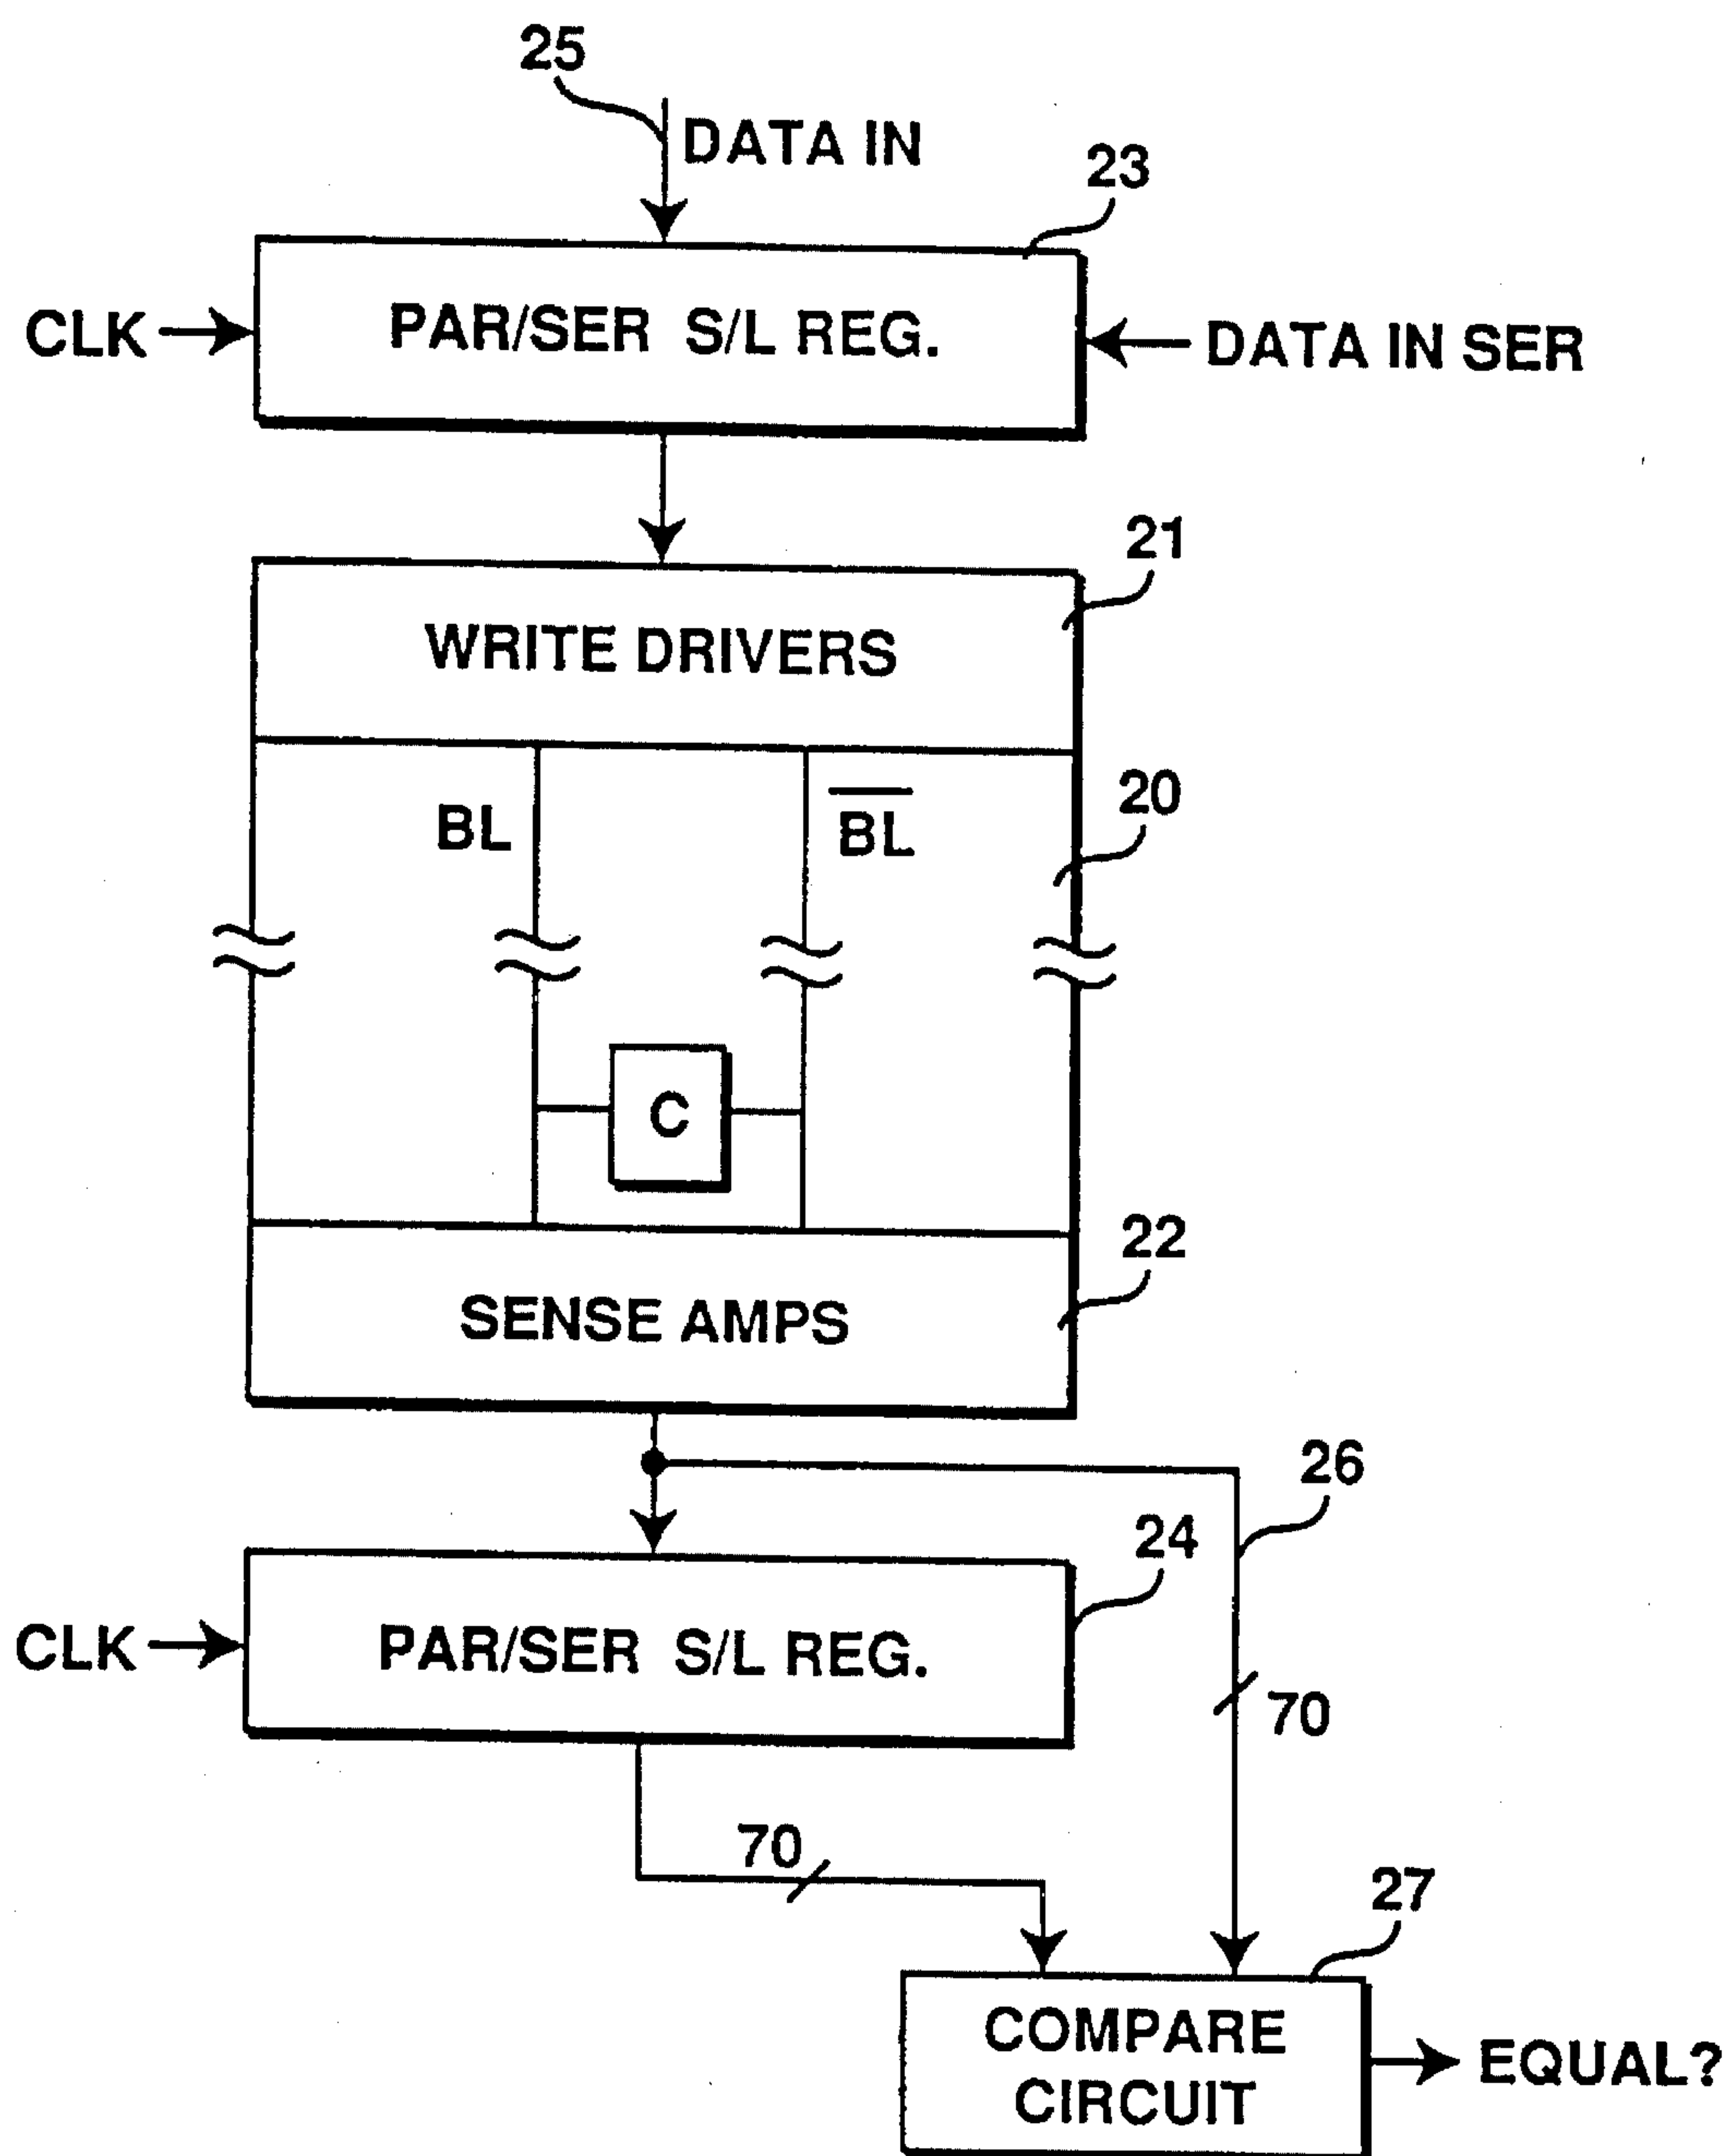 25
DATA IN
23
CLK
PAR/SER S/L REG.
DATA IN SER
21
WRITE DRIVERS
BL
B̅L̅
20
C
22
SENSE AMPS
26
24
CLK
PAR/SER S/L REG.
70
70
27
COMPARE
CIRCUIT
EQUAL?